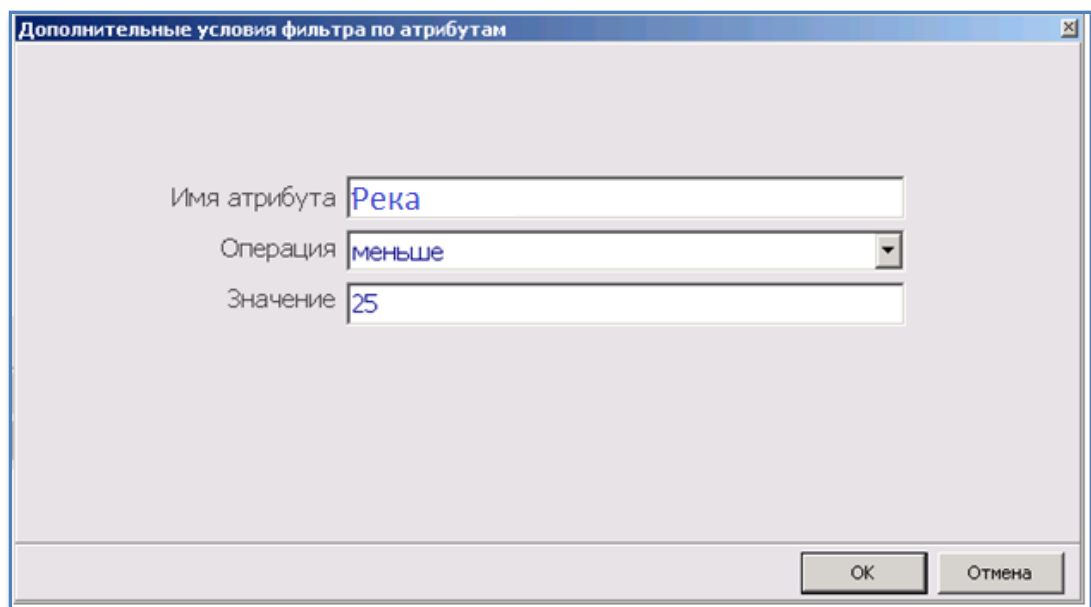 Дополнительные условия фильтра по атрибутам
Имя атрибута Река
Операция меньше
Значение 25
OK Отмена